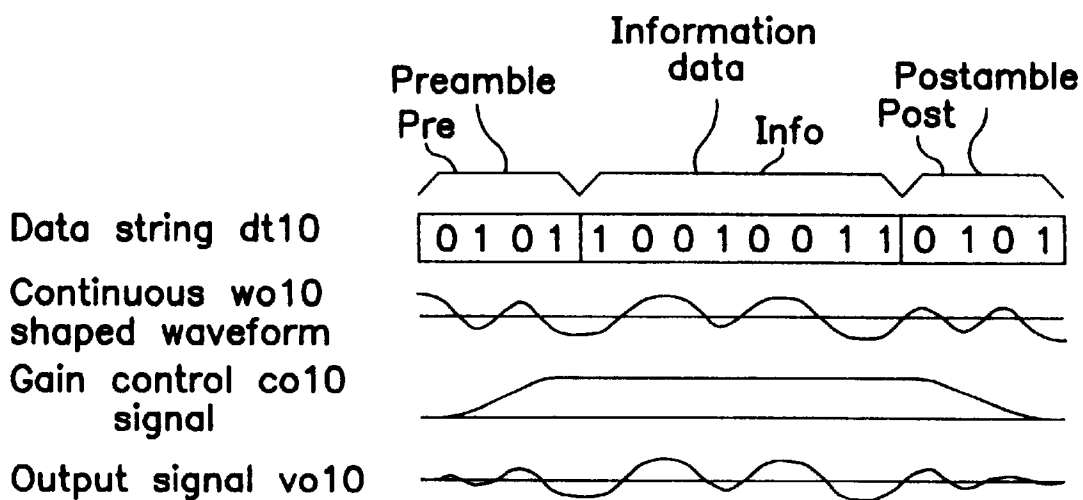 Information
data
Preamble
Postamble
Pre
Info
Post
Data string dt10
0 1 0 1 1 0 0 1 0 0 1 1 0 1 0 1
Continuous wo10
shaped waveform
Gain control co10
signal
Output signal vo10